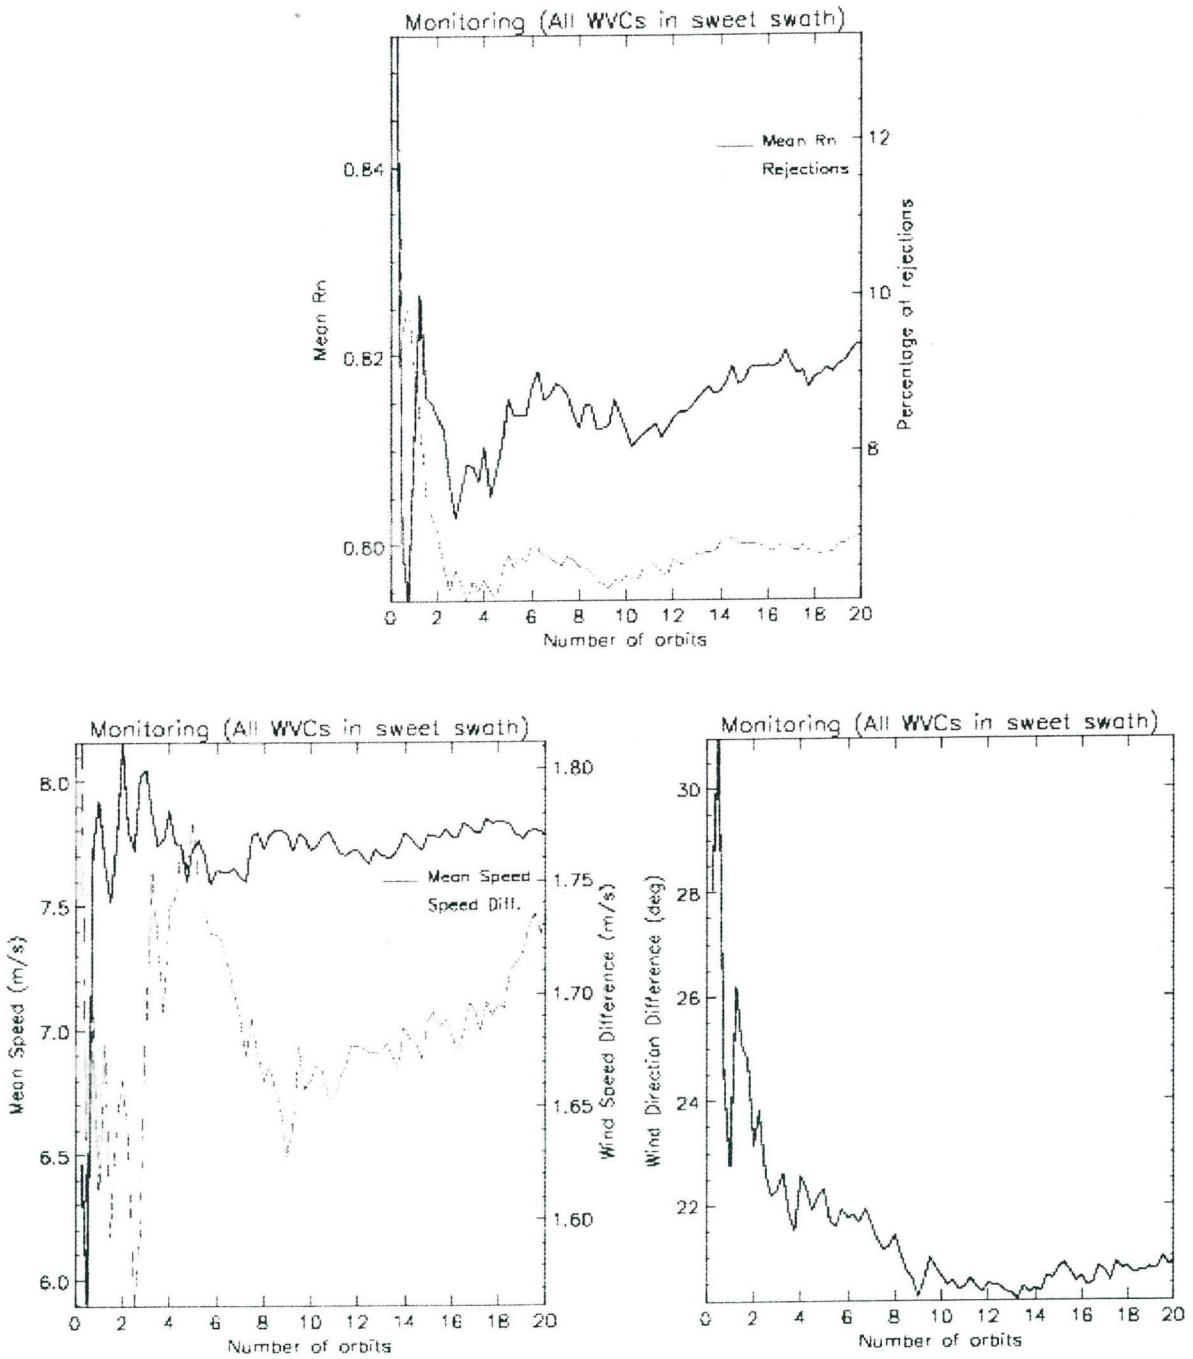 Monitoring (All WVCs in sweet swath)
Mean Rn
Rejections
0.84
0.82
0.80
12
10
8
Mean Rn
Percentage of rejections
0 2 4 6 8 10 12 14 16 18 20
Number of orbits
Monitoring (All WVCs in sweet swath)
8.0
7.5
7.0
6.5
6.0
1.80
1.75
1.70
1.65
1.60
Mean Speed
Speed Diff.
Mean Speed (m/s)
Wind Speed Difference (m/s)
0 2 4 6 8 10 12 14 16 18 20
Number of orbits
Monitoring (All WVCs in sweet swath)
30
28
26
24
22
Wind Direction Difference (deg)
0 2 4 6 8 10 12 14 16 18 20
Number of orbits